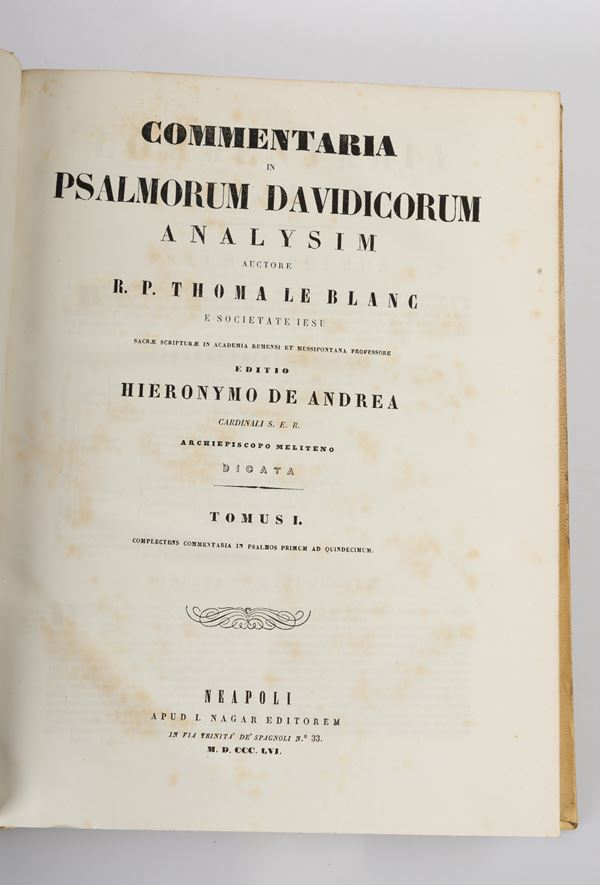 COMMENTARIA
IN
PSALMORUM DAVIDICORUM
ANALYSIM
AUCTORE
R. P. THOMA LE BLANC
E SOCIETATE IESU
SACRÆ SCRIPTURÆ IN ACADEMIA REMENSI ET MUSSIPONTANA PROFESSORE
EDITIO
HIERONYMO DE ANDREA
CARDINALI S. E. R.
ARCHIEPISCOPO MELITENO
DICATA
TOMUS I.
COMPLECTENS COMMENTARIA IN PSALMOS PRIMUM AD QUINDECIMUM.
NEAPOLI
APUD I. NAGAR EDITOREM
IN VIA TRINITA' DE' SPAGNOLI N.º 33.
M. D. CCC. LVI.